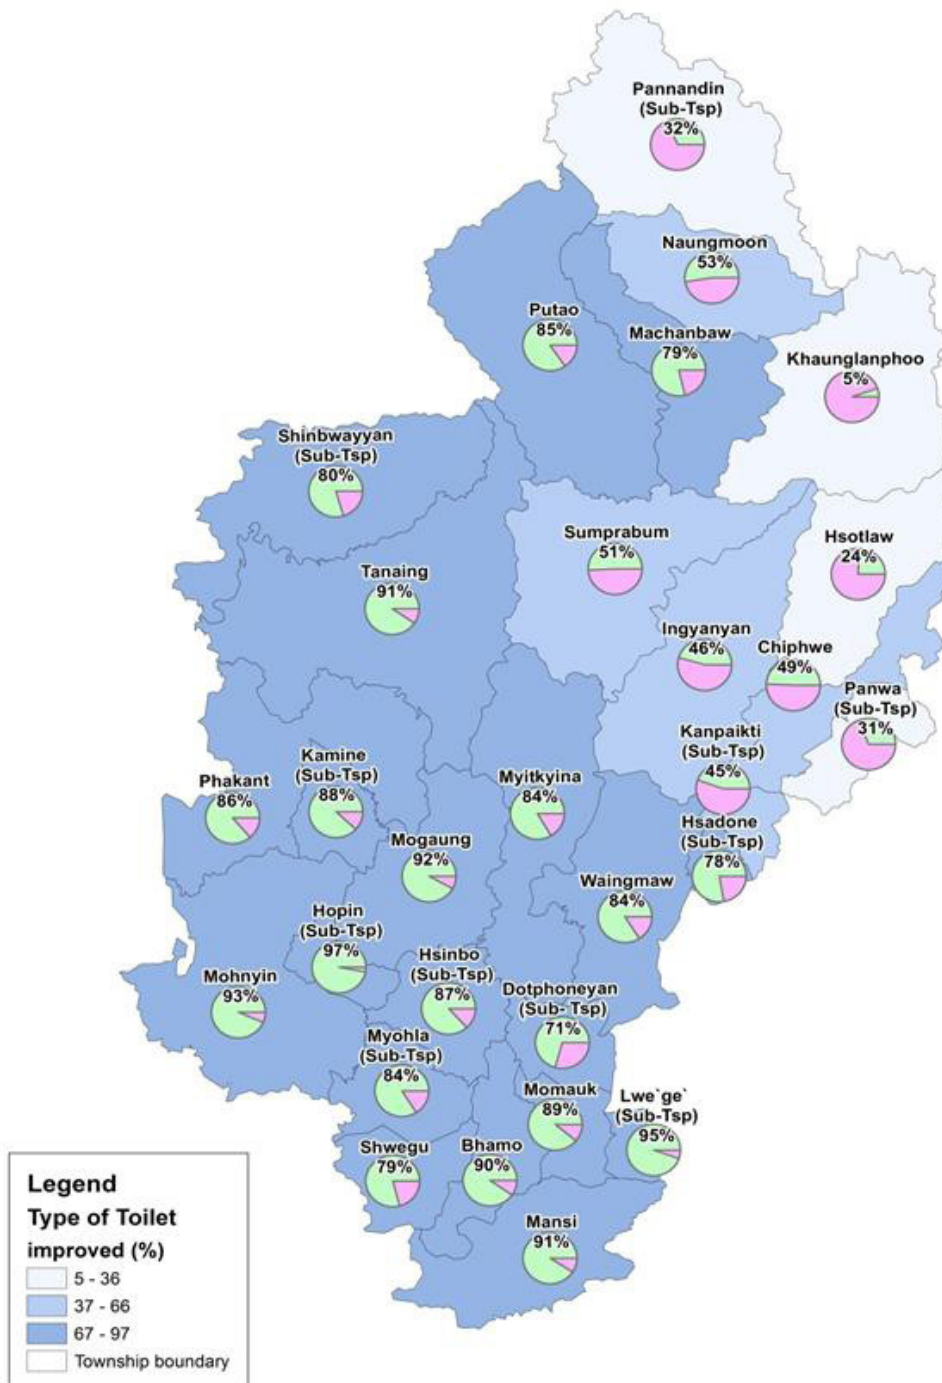 Pannandin
(Sub-Tsp)
32%
Naungmoon
53%
Putao
85%
Machanbaw
79%
Khaunglanphoo
5%
Shinbwayyan
(Sub-Tsp)
80%
Sumprabum
51%
Hsotlaw
24%
Tanaing
91%
Ingyanyan
46%
Chiphwe
49%
Panwa
(Sub-Tsp)
31%
Kanpaikti
(Sub-Tsp)
45%
Phakant
86%
Kamine
(Sub-Tsp)
88%
Myitkyina
84%
Mogaung
92%
Hsadone
(Sub-Tsp)
78%
Waingmaw
84%
Hopin
(Sub-Tsp)
97%
Mohnyin
93%
Hsinbo
(Sub-Tsp)
87%
Dotphoneyan
(Sub- Tsp)
71%
Myohla
(Sub-Tsp)
84%
Momauk
89%
Lwe`ge`
(Sub-Tsp)
95%
Shwegu
79%
Bhamo
90%
Mansi
91%
Legend
Type of Toilet
improved (%)
5 - 36
37 - 66
67 - 97
Township boundary